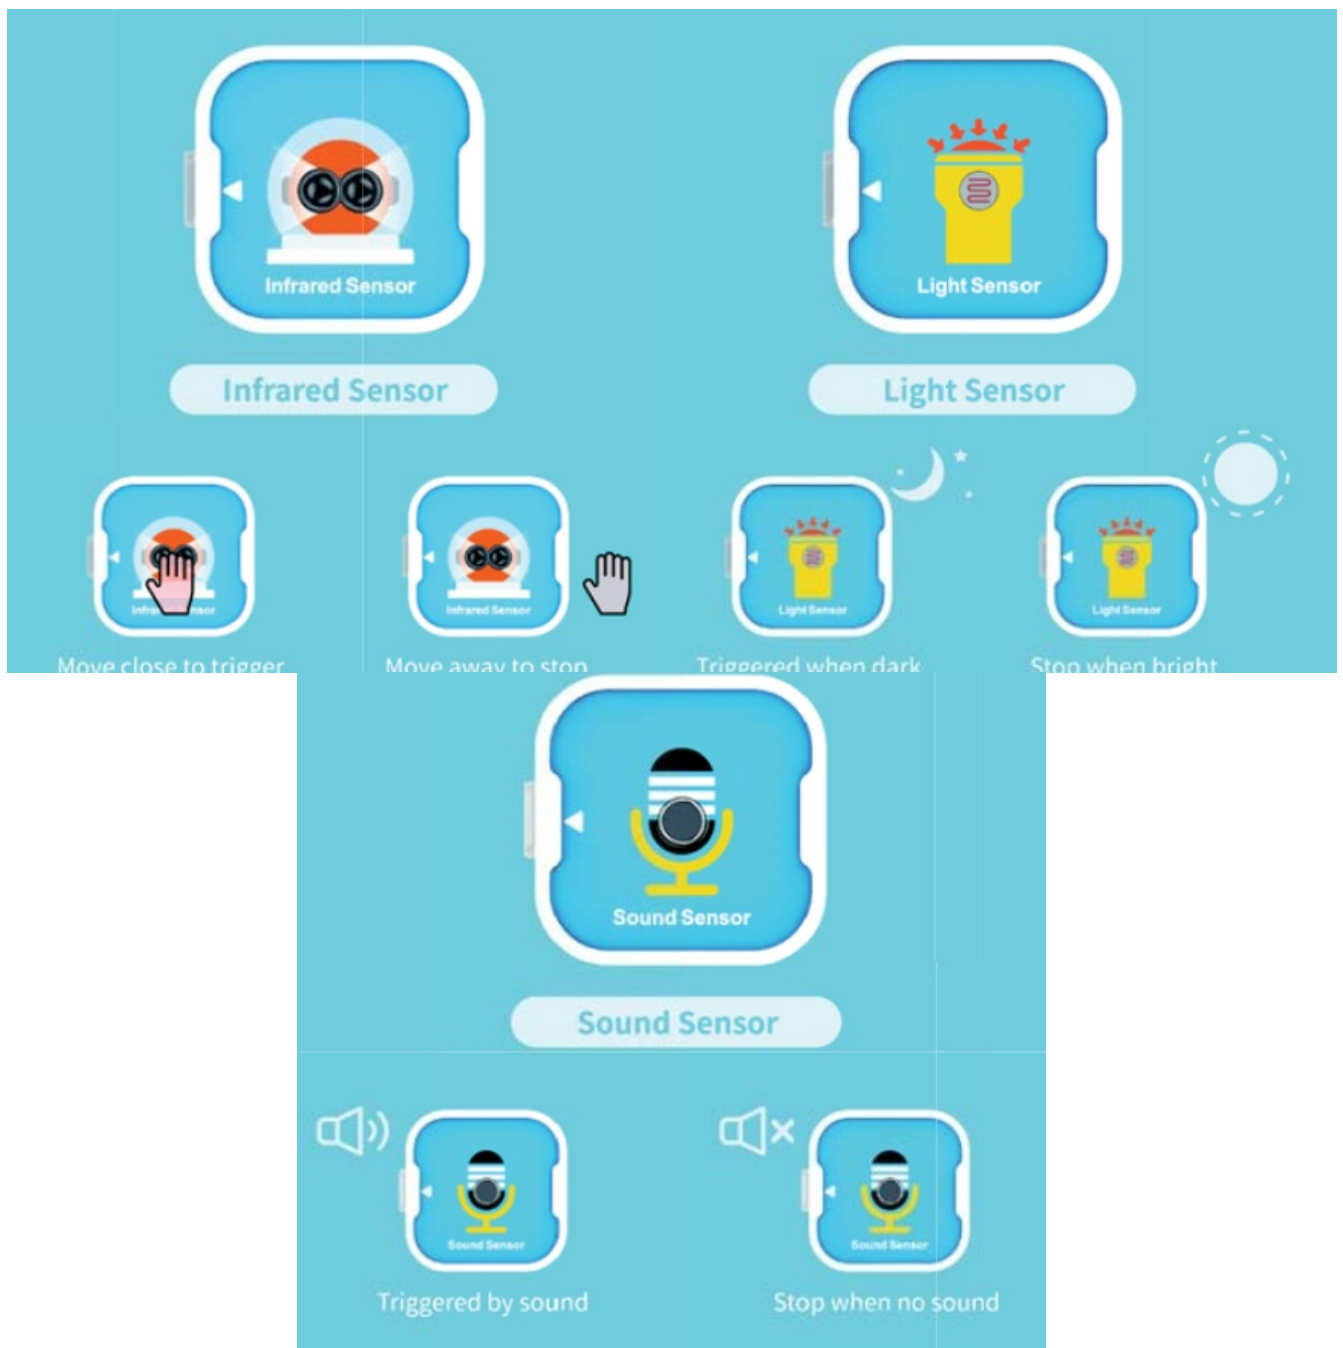 Infrared Sensor
Light Sensor
Infrared Sensor
Light Sensor
Infrared Sensor
Infrared Sensor
Light Sensor
Light Sensor
Move close to trigger
Move away to stop
Triggered when dark
Stop when bright
Sound Sensor
Sound Sensor
Sound Sensor
Sound Sensor
Triggered by sound
Stop when no sound